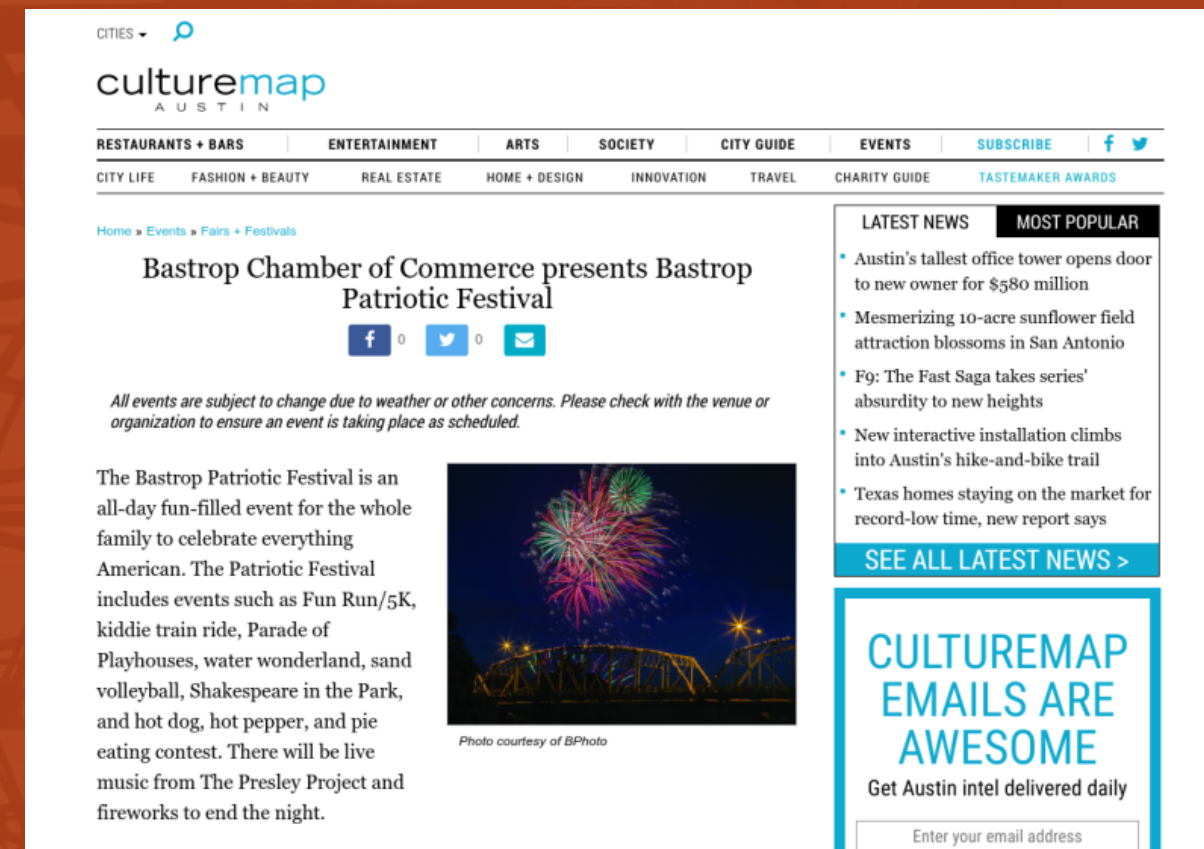 CITIES
culturemap
AUSTIN
RESTAURANTS + BARS
ENTERTAINMENT
ARTS
SOCIETY
CITY GUIDE
EVENTS
SUBSCRIBE
CITY LIFE
FASHION + BEAUTY
REAL ESTATE
HOME + DESIGN
INNOVATION
TRAVEL
CHARITY GUIDE
TASTEMAKER AWARDS
Home » Events » Fairs + Festivals
Bastrop Chamber of Commerce presents Bastrop
Patriotic Festival
0
0
All events are subject to change due to weather or other concerns. Please check with the venue or
organization to ensure an event is taking place as scheduled.
The Bastrop Patriotic Festival is an
all-day fun-filled event for the whole
family to celebrate everything
American. The Patriotic Festival
includes events such as Fun Run/5K,
kiddie train ride, Parade of
Playhouses, water wonderland, sand
volleyball, Shakespeare in the Park,
and hot dog, hot pepper, and pie
eating contest. There will be live
music from The Presley Project and
fireworks to end the night.
Photo courtesy of BPhoto
LATEST NEWS
MOST POPULAR
Austin's tallest office tower opens door
to new owner for $580 million
Mesmerizing 10-acre sunflower field
attraction blossoms in San Antonio
F9: The Fast Saga takes series'
absurdity to new heights
New interactive installation climbs
into Austin's hike-and-bike trail
Texas homes staying on the market for
record-low time, new report says
SEE ALL LATEST NEWS >
CULTUREMAP
EMAILS ARE
AWESOME
Get Austin intel delivered daily
Enter your email address